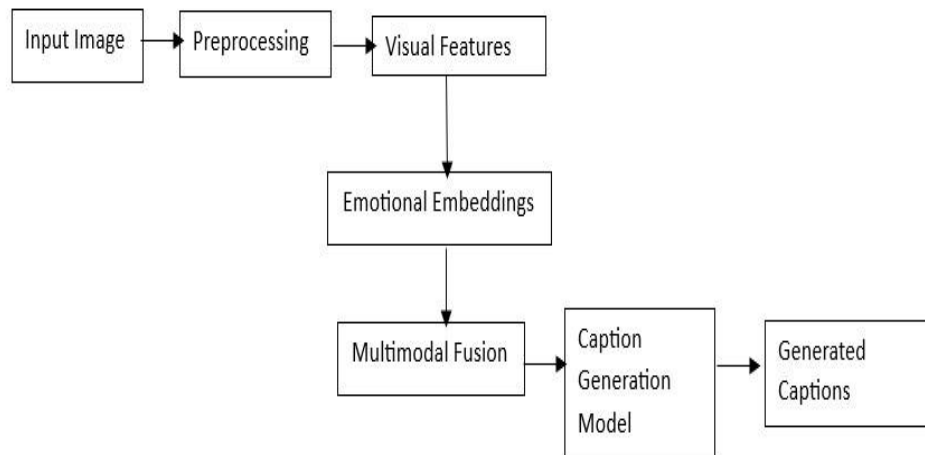 Input Image
Preprocessing
Visual Features
Emotional Embeddings
Multimodal Fusion
Caption
Generation
Model
Generated
Captions